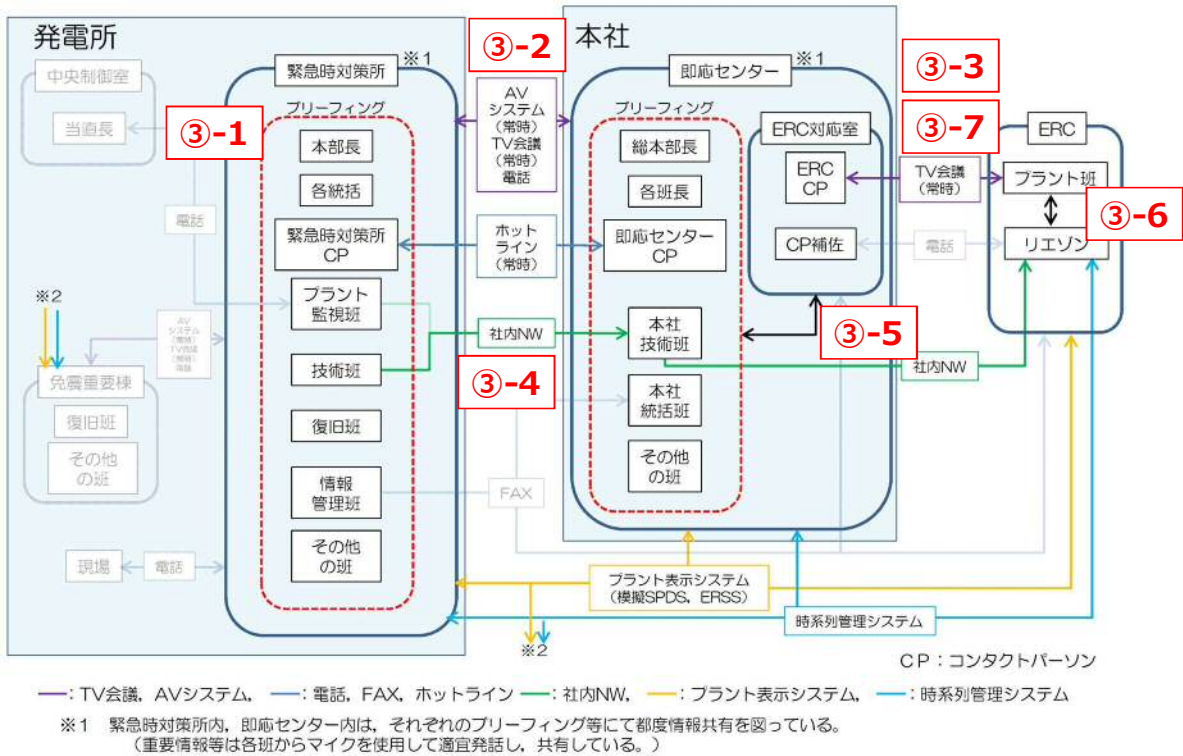 発電所
本社
③-1
③-2
③-3
③-7
③-6
③-5
③-4
中央制御室
当直長
電話
※2
AV
システム
(常時)
TV会議
(常時)
電話
免震重要棟
復旧班
その他
の班
現場
電話
緊急時対策所
※1
ブリーフィング
本部長
各統括
緊急時対策所
CP
プラント
監視班
技術班
復旧班
情報
管理班
その他
の班
AV
システム
(常時)
TV会議
(常時)
電話
ホット
ライン
(常時)
社内NW
FAX
即応センター
※1
ブリーフィング
総本部長
各班長
即応センター
CP
本社
技術班
本社
統括班
その他
の班
ERC対応室
ERC
CP
CP補佐
TV会議
(常時)
電話
社内NW
ERC
プラント班
リエゾン
プラント表示システム
(模擬SPDS, ERSS)
時系列管理システム
※2
CP:コンタクトパーソン
:TV会議, AVシステム, :電話, FAX, ホットライン :社内NW, :プラント表示システム, :時系列管理システム
※1 緊急時対策所内, 即応センター内は, それぞれのブリーフィング等にて都度情報共有を図っている。
(重要情報等は各班からマイクを使用して適宜発話し, 共有している。)